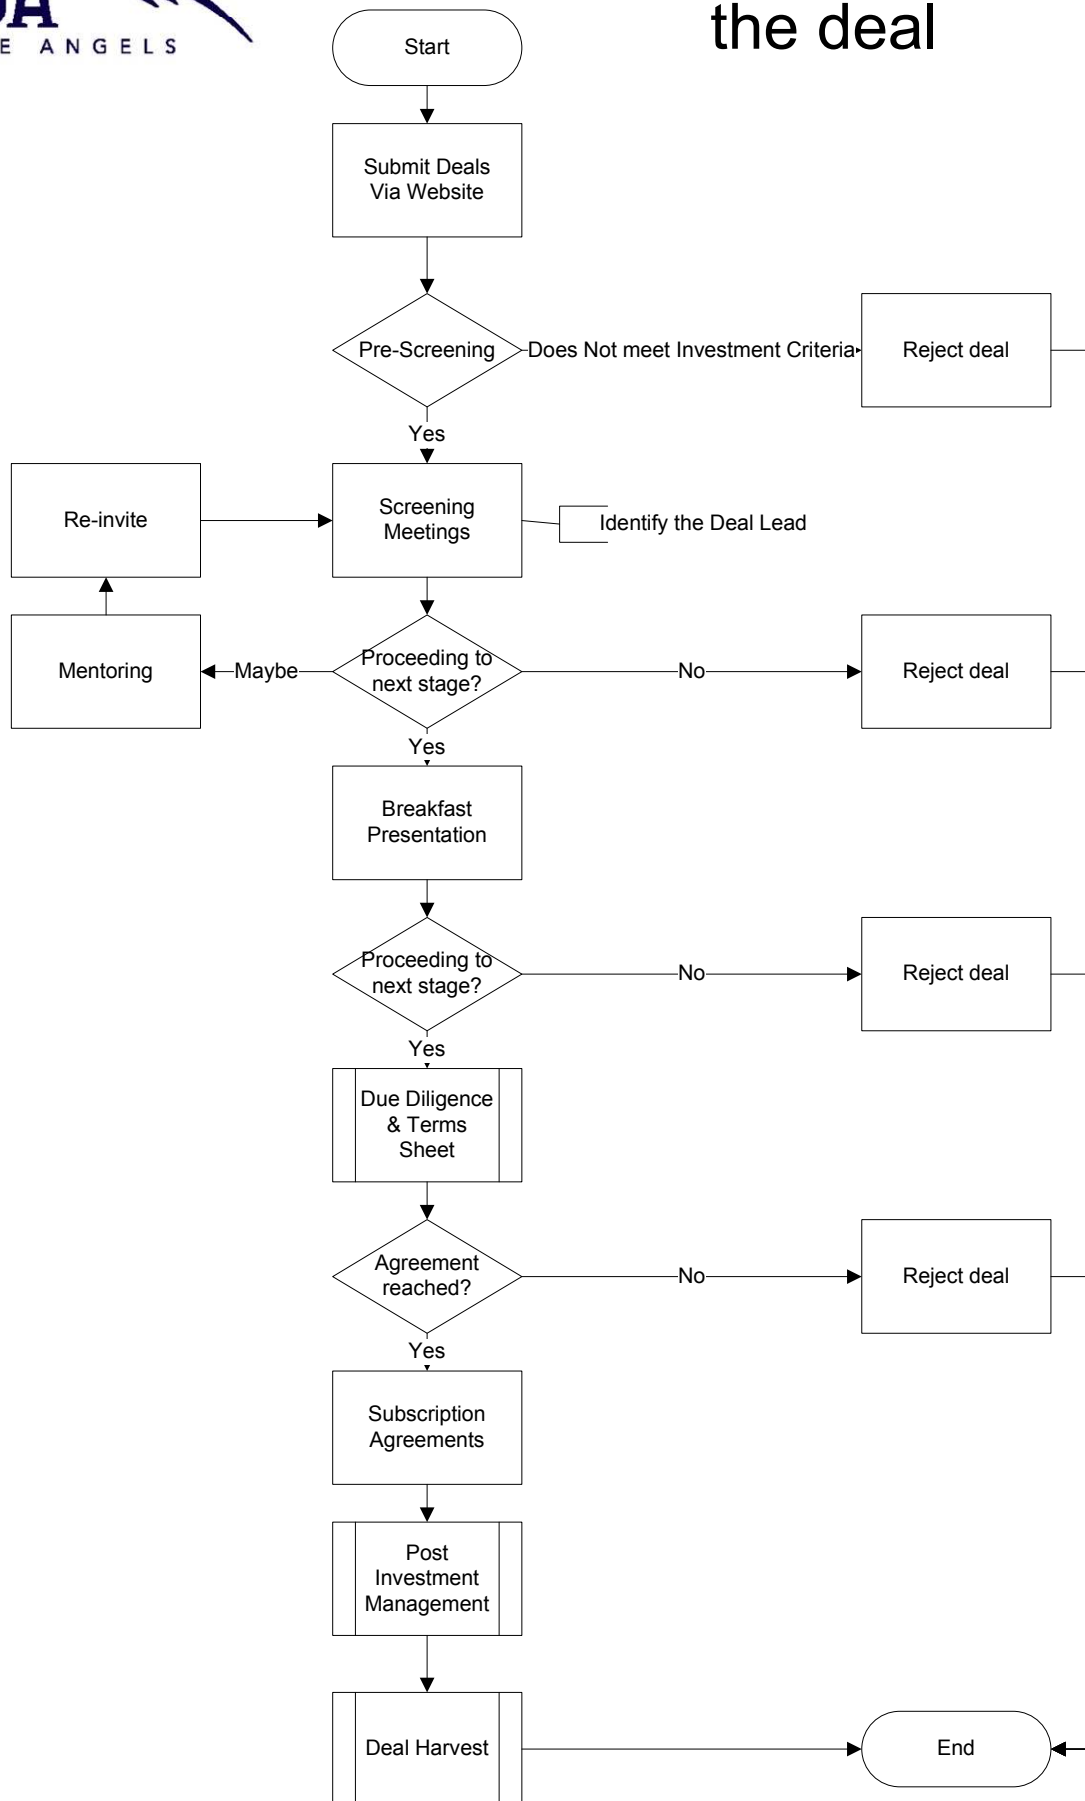 the deal
E ANGELS
Start
Submit Deals
Via Website
Pre-Screening
Does Not meet Investment Criteria
Reject deal
Yes
Re-invite
Screening
Meetings
Identify the Deal Lead
Mentoring
Maybe
Proceeding to
next stage?
No
Reject deal
Yes
Breakfast
Presentation
Proceeding to
next stage?
No
Reject deal
Yes
Due Diligence
& Terms
Sheet
Agreement
reached?
No
Reject deal
Yes
Subscription
Agreements
Post
Investment
Management
Deal Harvest
End